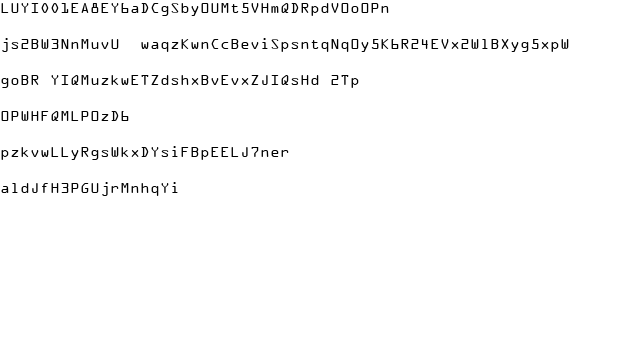 LUYI001EA8EY6aDCgSbyOUMt5VHmQDRpdVOoOPn
js2BW3NnMuvU  waqzKwnCcBeviSpsntqNqOy5K6R24EVx2W1BXyg5xpW
goBR YIQMuzkwETZdshxBvEvxZJIQsHd 2Tp
OPWHFQMLPOzD6
pzkvwLLyRgsWkxDYsiFBpEELJ7ner
aldJfH3PGUjrMnhqYi